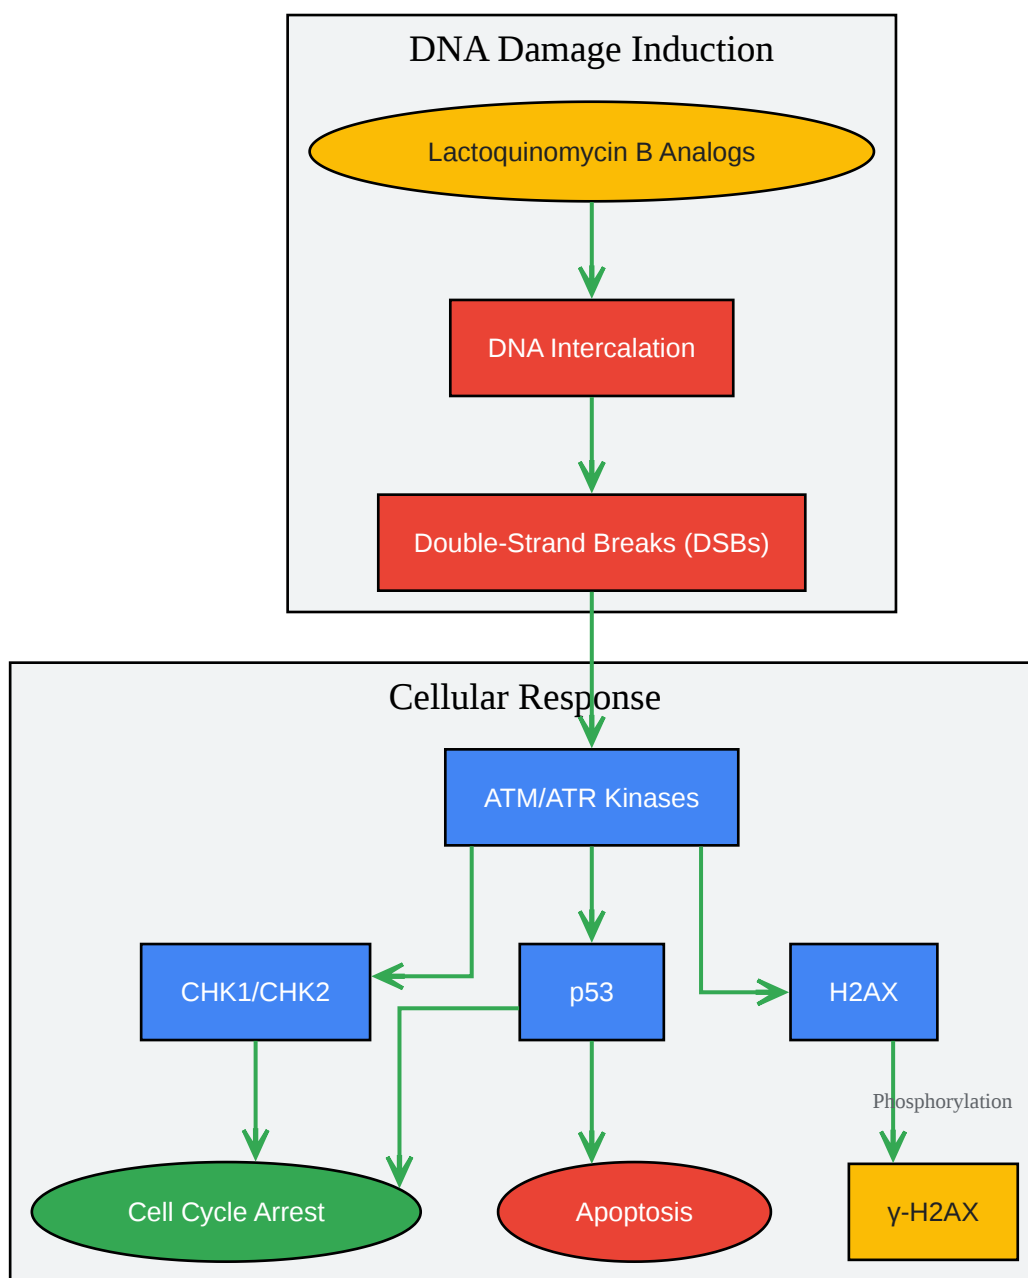 DNA Damage Induction
Lactoquinomycin B Analogs
DNA Intercalation
Double-Strand Breaks (DSBs)
Cellular Response
ATM/ATR Kinases
CHK1/CHK2
p53
H2AX
Phosphorylation
Cell Cycle Arrest
Apoptosis
γ-H2AX